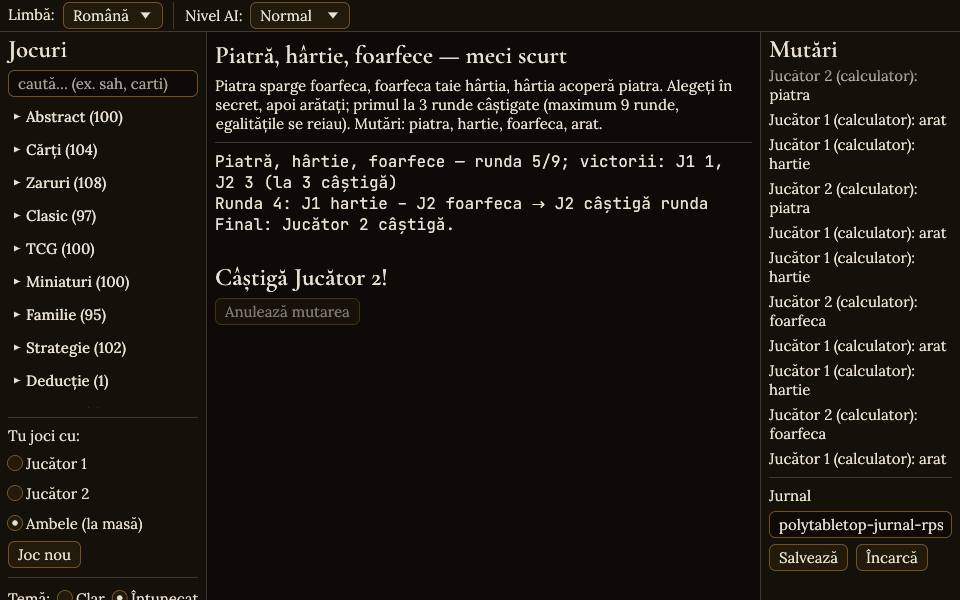 Limbă: Română ▼ Nivel AI: Normal ▼
Jocuri
caută... (ex. sah, carti)
▸ Abstract (100)
▸ Cărți (104)
▸ Zaruri (108)
▸ Clasic (97)
▸ TCG (100)
▸ Miniaturi (100)
▸ Familie (95)
▸ Strategie (102)
▸ Deducție (1)
Tu joci cu:
Jucător 1
Jucător 2
Ambele (la masă)
Joc nou
Temă: Clar Întunecat
Piatră, hârtie, foarfece — meci scurt
Piatra sparge foarfeca, foarfeca taie hârtia, hârtia acoperă piatra. Alegeți în
secret, apoi arătați; primul la 3 runde câștigate (maximum 9 runde,
egalitățile se reiau). Mutări: piatra, hartie, foarfeca, arat.
Piatră, hârtie, foarfece — runda 5/9; victorii: J1 1,
J2 3 (la 3 câștigă)
Runda 4: J1 hartie – J2 foarfeca → J2 câștigă runda
Final: Jucător 2 câștigă.
Câștigă Jucător 2!
Anulează mutarea
Mutări
Jucător 2 (calculator):
piatra
Jucător 1 (calculator): arat
Jucător 1 (calculator):
hartie
Jucător 2 (calculator):
piatra
Jucător 1 (calculator): arat
Jucător 1 (calculator):
hartie
Jucător 2 (calculator):
foarfeca
Jucător 1 (calculator): arat
Jucător 1 (calculator):
hartie
Jucător 2 (calculator):
foarfeca
Jucător 1 (calculator): arat
Jurnal
polytabletop-jurnal-rps
Salvează Încarcă